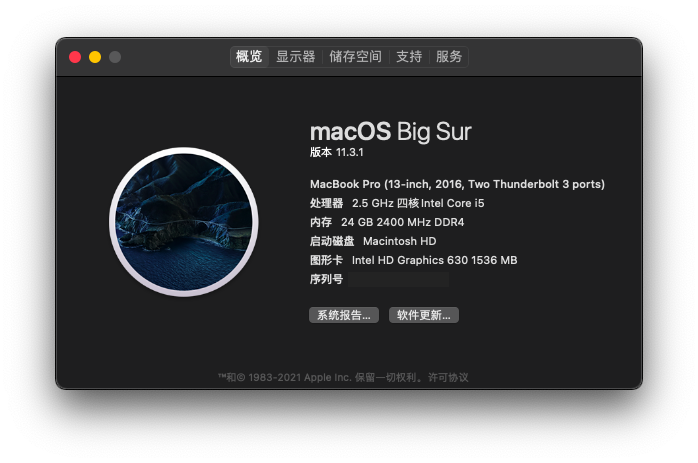 概览 显示器 储存空间 支持 服务
macOS Big Sur
版本 11.3.1
MacBook Pro (13-inch, 2016, Two Thunderbolt 3 ports)
处理器 2.5 GHz 四核Intel Core i5
内存 24 GB 2400 MHz DDR4
启动磁盘 Macintosh HD
图形卡 Intel HD Graphics 630 1536 MB
序列号
系统报告... 软件更新...
™和© 1983-2021 Apple Inc. 保留一切权利。许可协议